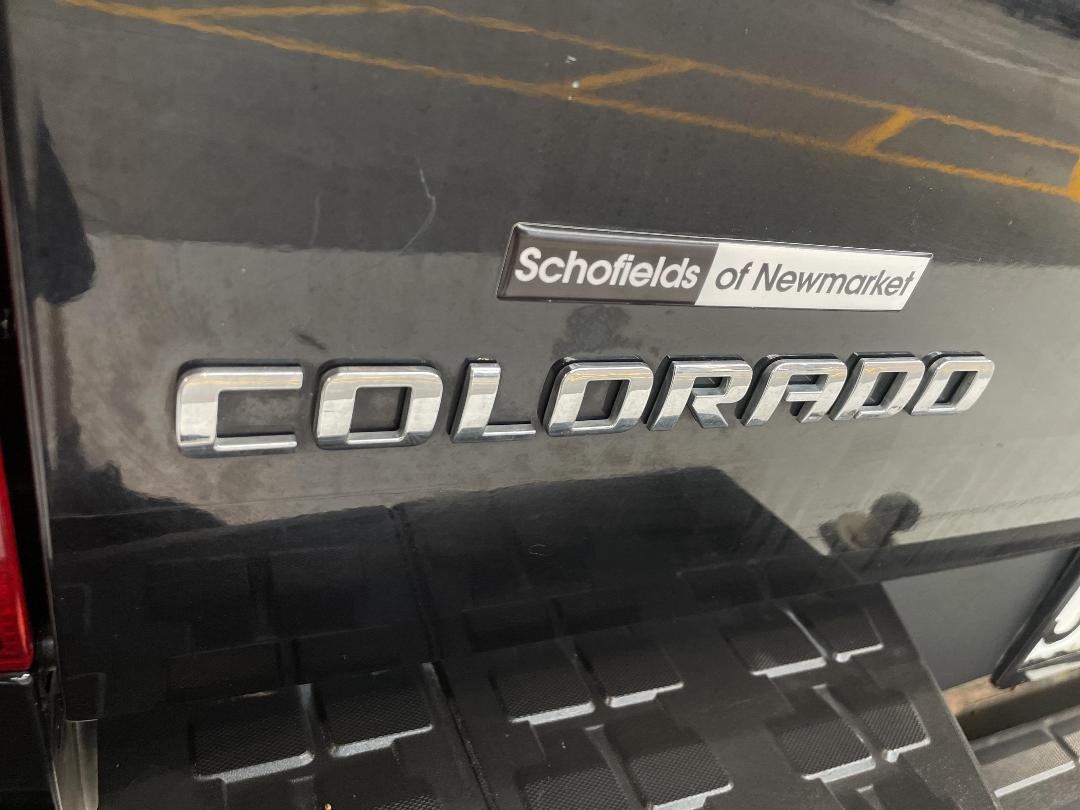 Schofields of Newmarket
COLORADO